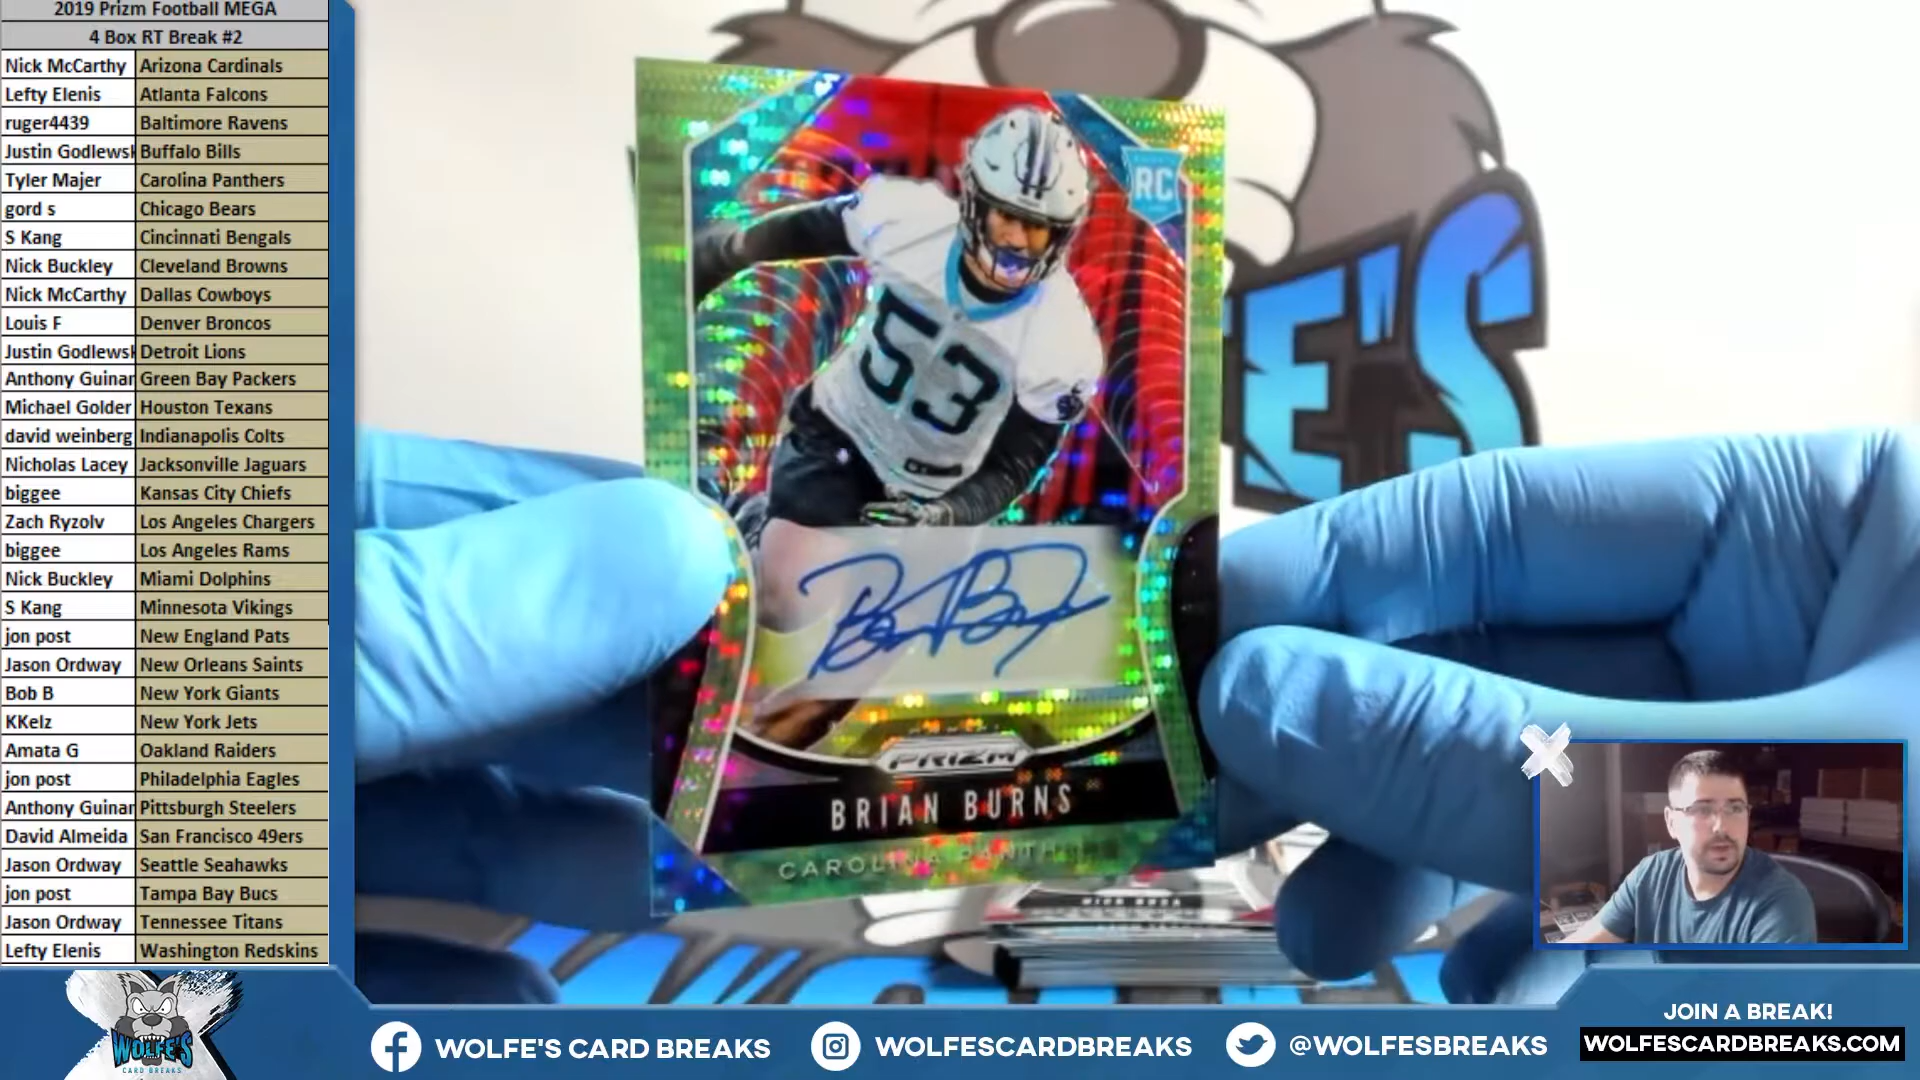 2019 Prizm Football MEGA
4 Box RT Break #2
Nick McCarthy Arizona Cardinals
Lefty Elenis Atlanta Falcons
ruger4439 Baltimore Ravens
Justin Godlewsk Buffalo Bills
Tyler Majer Carolina Panthers
gord s Chicago Bears
S Kang Cincinnati Bengals
Nick Buckley Cleveland Browns
Nick McCarthy Dallas Cowboys
Louis F Denver Broncos
Justin Godlewsk Detroit Lions
Anthony Guinar Green Bay Packers
Michael Golder Houston Texans
david weinberg Indianapolis Colts
Nicholas Lacey Jacksonville Jaguars
biggee Kansas City Chiefs
Zach Ryzolv Los Angeles Chargers
biggee Los Angeles Rams
Nick Buckley Miami Dolphins
S Kang Minnesota Vikings
jon post New England Pats
Jason Ordway New Orleans Saints
Bob B New York Giants
KKelz New York Jets
Amata G Oakland Raiders
jon post Philadelphia Eagles
Anthony Guinar Pittsburgh Steelers
David Almeida San Francisco 49ers
Jason Ordway Seattle Seahawks
jon post Tampa Bay Bucs
Jason Ordway Tennessee Titans
Lefty Elenis Washington Redskins
RC
53
PRIZM
BRIAN BURNS
CAROLINA PANTH
E'S
WOLFE'S
CARD BREAKS
WOLFE'S CARD BREAKS
WOLFESCARDBREAKS
@WOLFESBREAKS
JOIN A BREAK!
WOLFESCARDBREAKS.COM